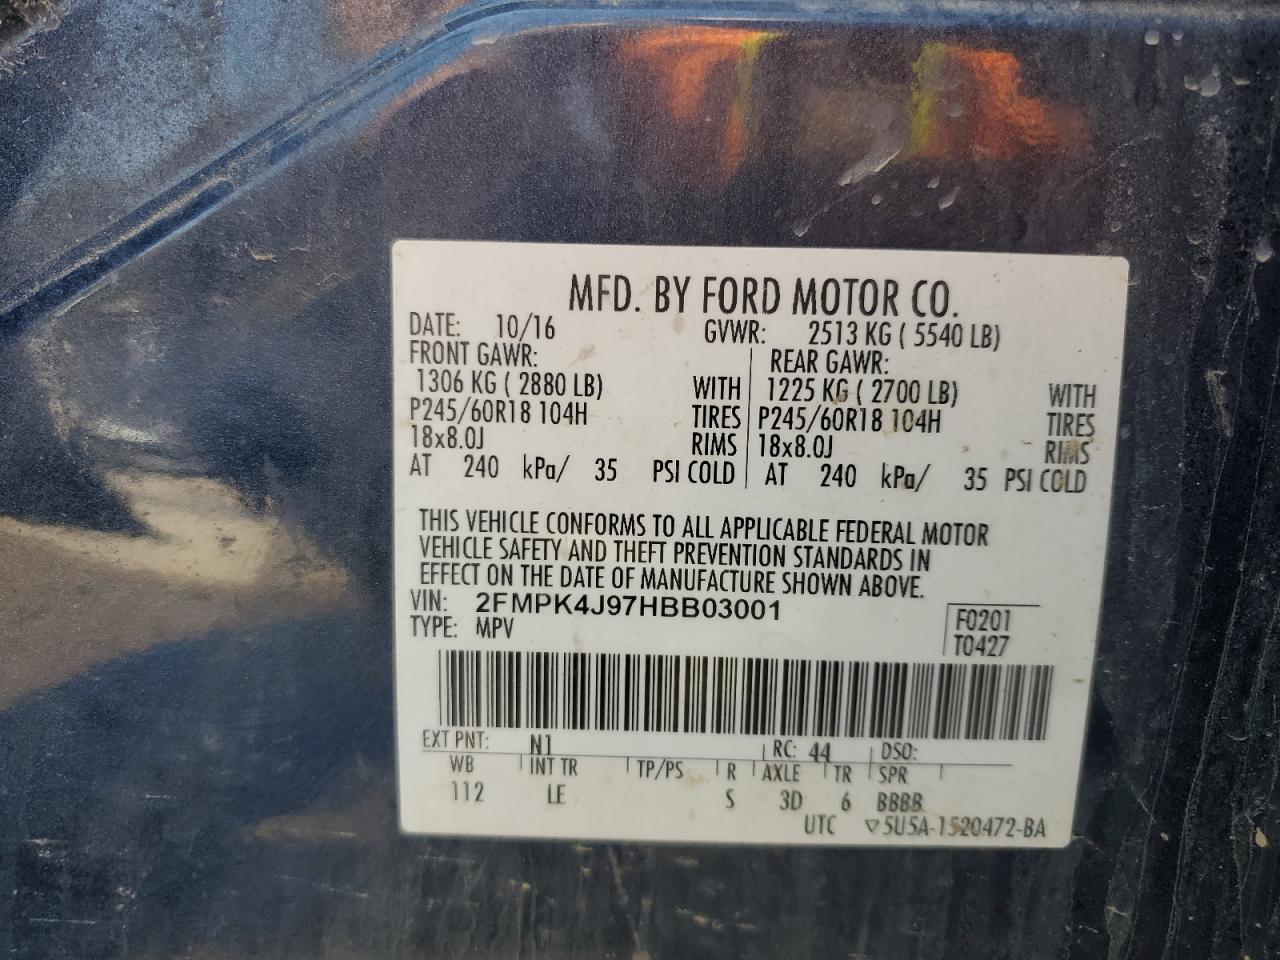 MFD. BY FORD MOTOR CO.
DATE: 10/16 GVWR: 2513 KG ( 5540 LB)
FRONT GAWR: REAR GAWR:
1306 KG ( 2880 LB) WITH 1225 KG ( 2700 LB) WITH
P245/60R18 104H TIRES P245/60R18 104H TIRES
18x8.0J RIMS 18x8.0J RIMS
AT 240 kPa/ 35 PSI COLD AT 240 kPa/ 35 PSI COLD
THIS VEHICLE CONFORMS TO ALL APPLICABLE FEDERAL MOTOR
VEHICLE SAFETY AND THEFT PREVENTION STANDARDS IN
EFFECT ON THE DATE OF MANUFACTURE SHOWN ABOVE.
VIN: 2FMPK4J97HBB03001 F0201
TYPE: MPV T0427
EXT PNT: N1 RC: 44 DSO:
WB INT TR TP/PS R AXLE TR SPR
112 LE S 3D 6 BBBB
UTC ▽5U5A-1520472-BA